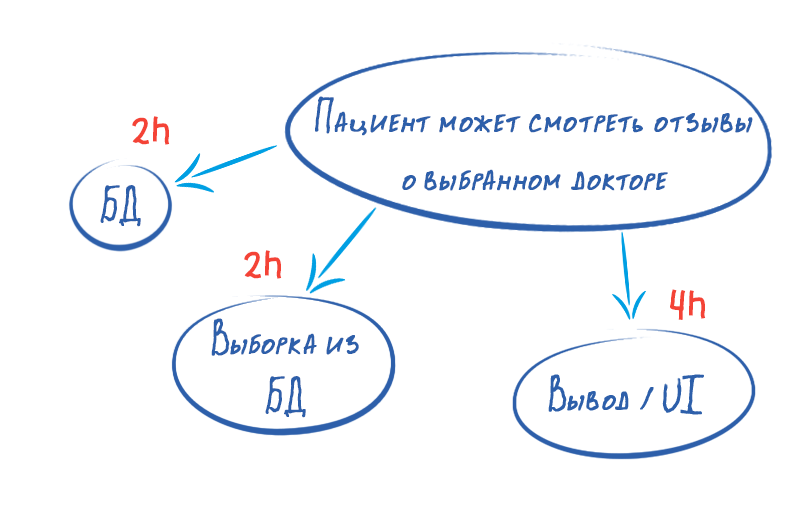 Пациент может смотреть отзывы
о выбранном докторе
2h
БД
2h
Выборка из
БД
4h
Вывод / UI